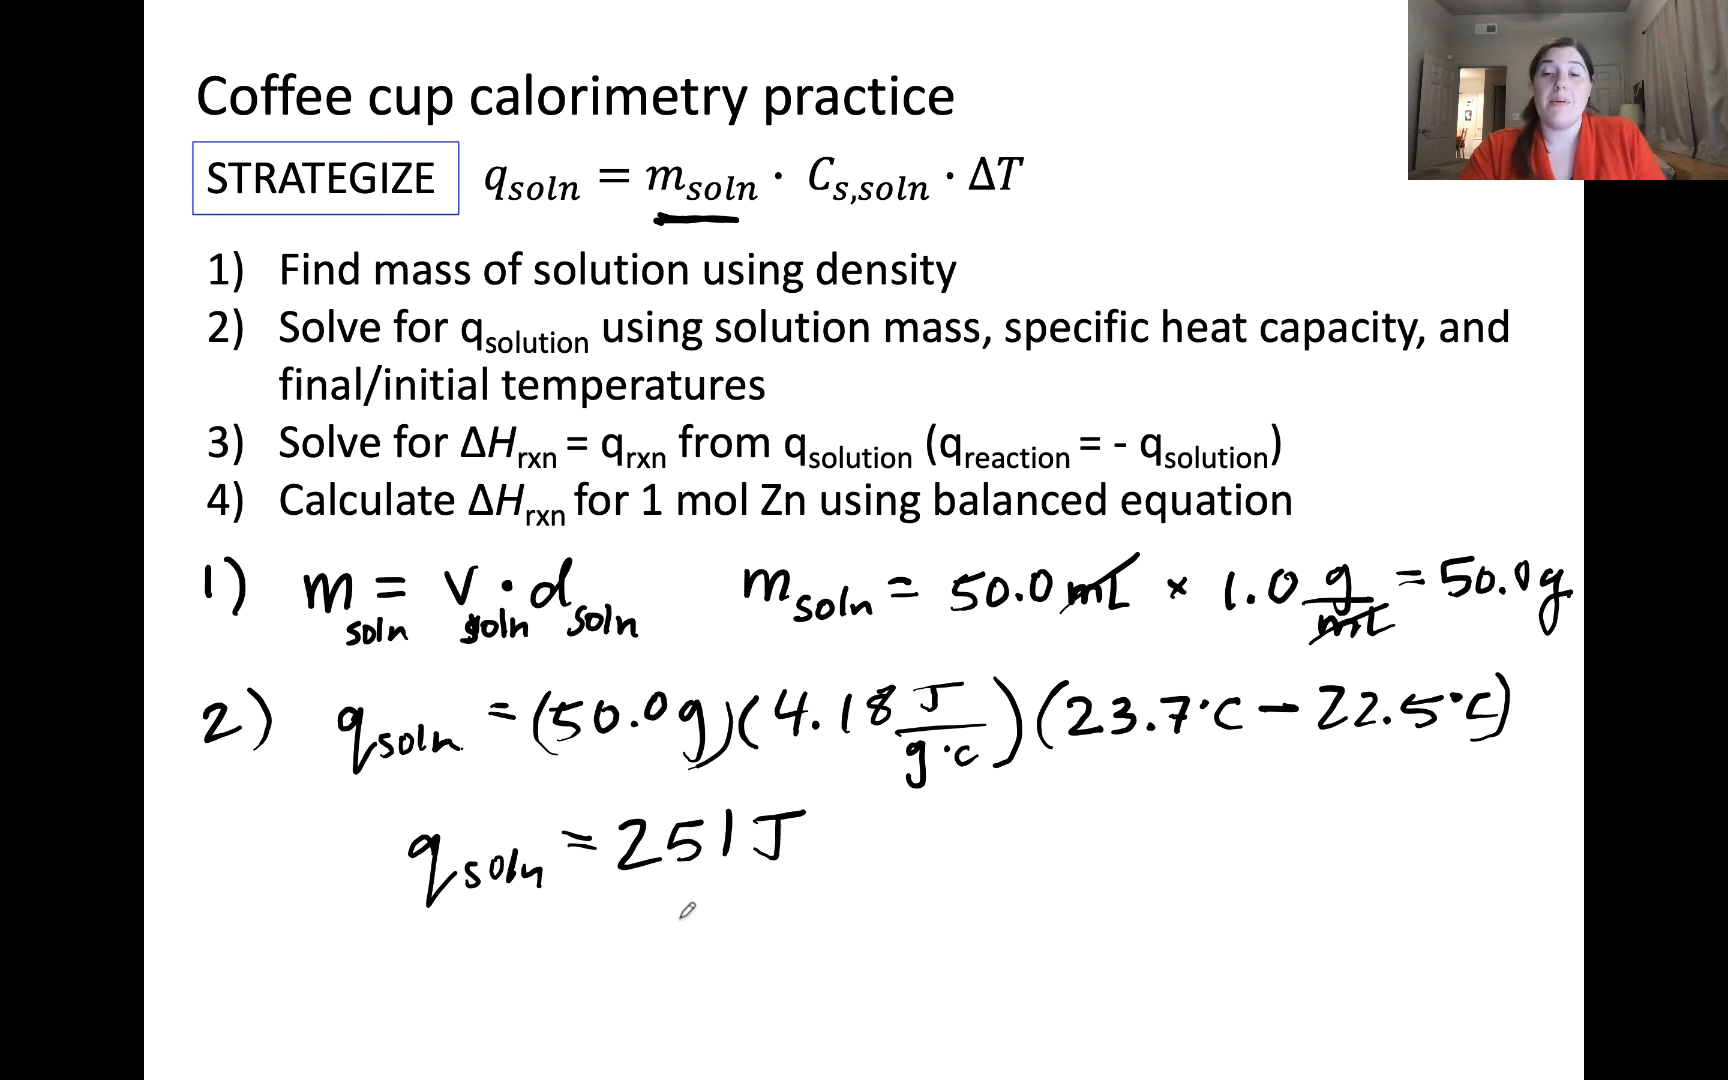 Coffee cup calorimetry practice
STRATEGIZE q_soln = m_soln · C_s,soln · ΔT
1) Find mass of solution using density
2) Solve for q_solution using solution mass, specific heat capacity, and
final/initial temperatures
3) Solve for ΔH_rxn = q_rxn from q_solution (q_reaction = - q_solution)
4) Calculate ΔH_rxn for 1 mol Zn using balanced equation
1) m_soln = V_soln · d_soln m_soln = 50.0 mL × 1.0 g/mL = 50.0g
2) q_soln = (50.0g)(4.18 J/g°C)(23.7°C - 22.5°C)
q_soln = 251J